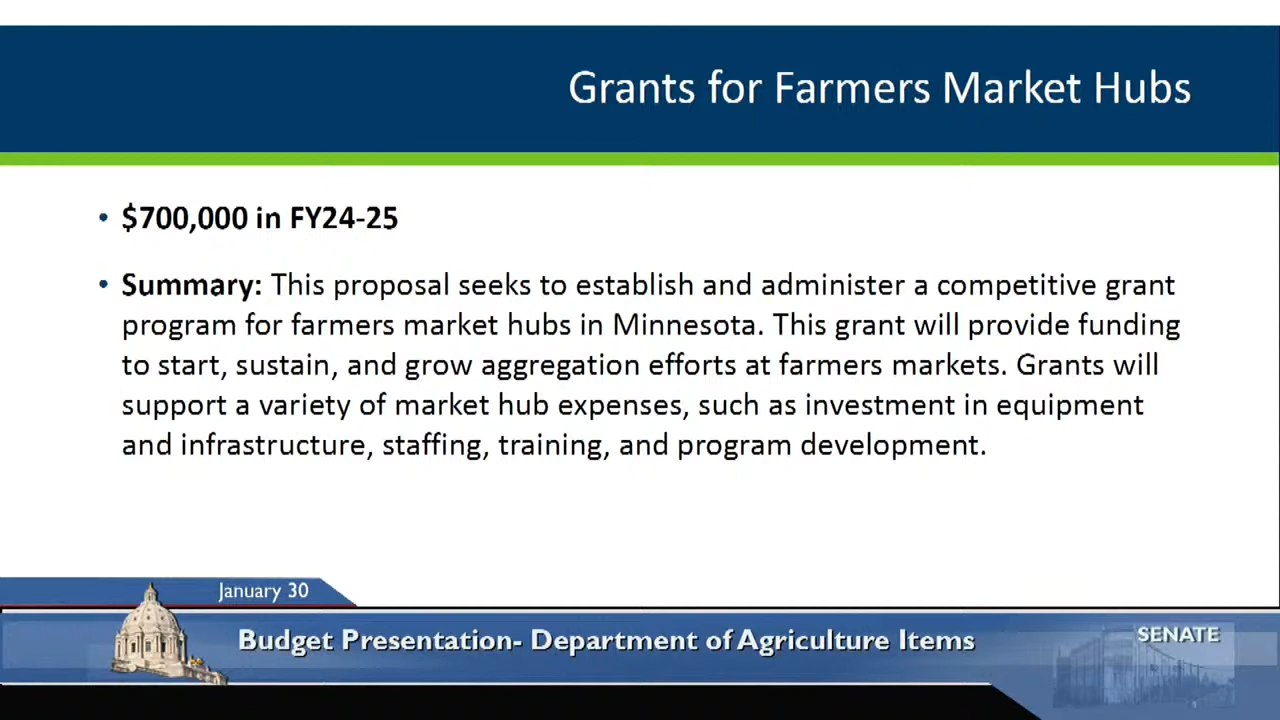 Grants for Farmers Market Hubs
• $700,000 in FY24-25
• Summary: This proposal seeks to establish and administer a competitive grant
program for farmers market hubs in Minnesota. This grant will provide funding
to start, sustain, and grow aggregation efforts at farmers markets. Grants will
support a variety of market hub expenses, such as investment in equipment
and infrastructure, staffing, training, and program development.
January 30
Budget Presentation- Department of Agriculture Items
SENATE